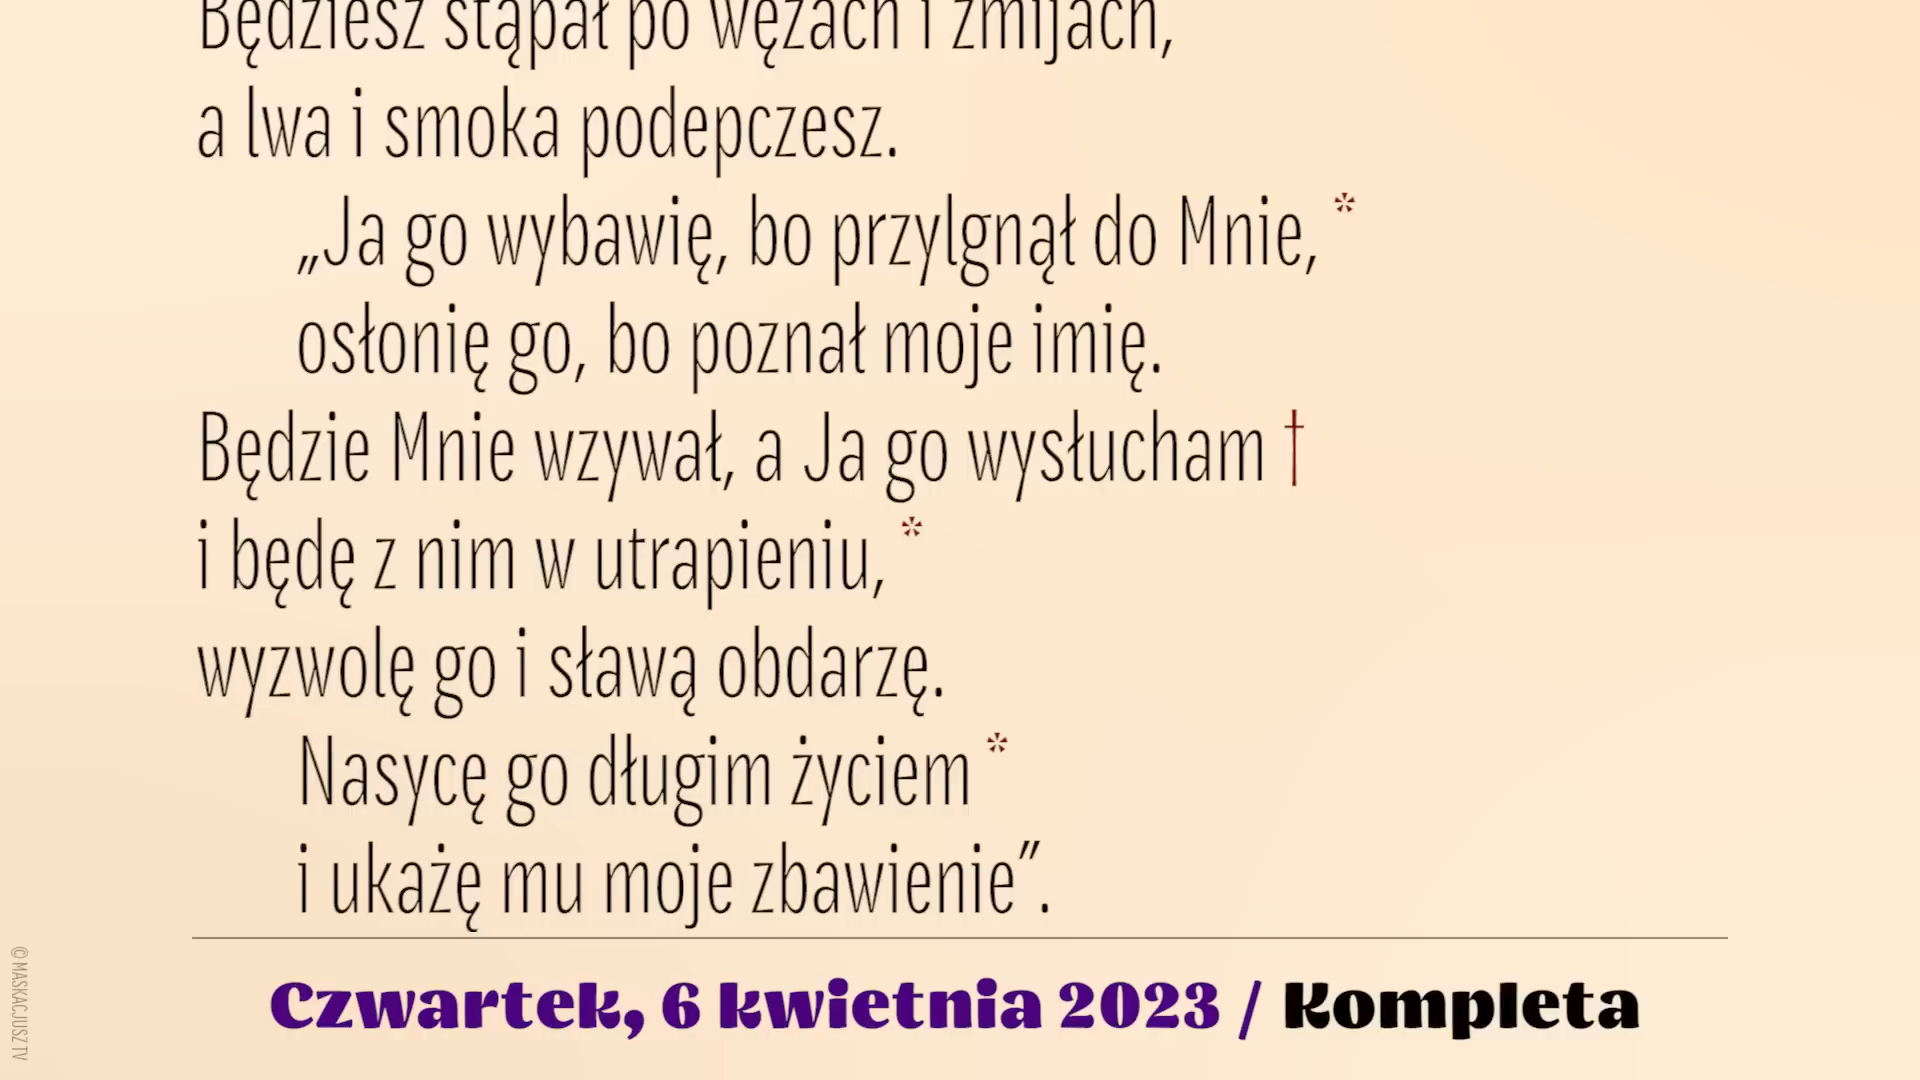 Będziesz stąpał po wężach i żmijach,
a lwa i smoka podepczesz.
„Ja go wybawię, bo przylgnął do Mnie, *
osłonię go, bo poznał moje imię.
Będzie Mnie wzywał, a Ja go wysłucham †
i będę z nim w utrapieniu, *
wyzwolę go i sławą obdarzę.
Nasycę go długim życiem *
i ukażę mu moje zbawienie”.
Czwartek, 6 kwietnia 2023 / Kompleta
© MASKACJUSZ TV